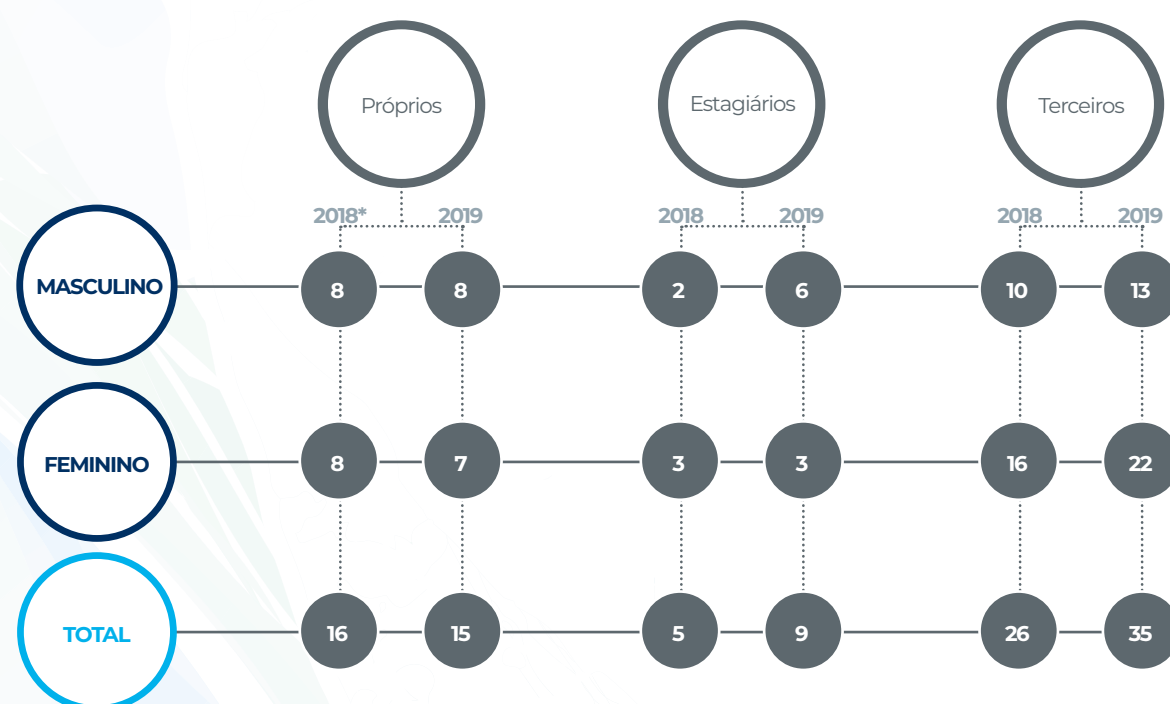 Próprios Estagiários Terceiros
2018* 2019 2018 2019 2018 2019
MASCULINO 8 8 2 6 10 13
FEMININO 8 7 3 3 16 22
TOTAL 16 15 5 9 26 35